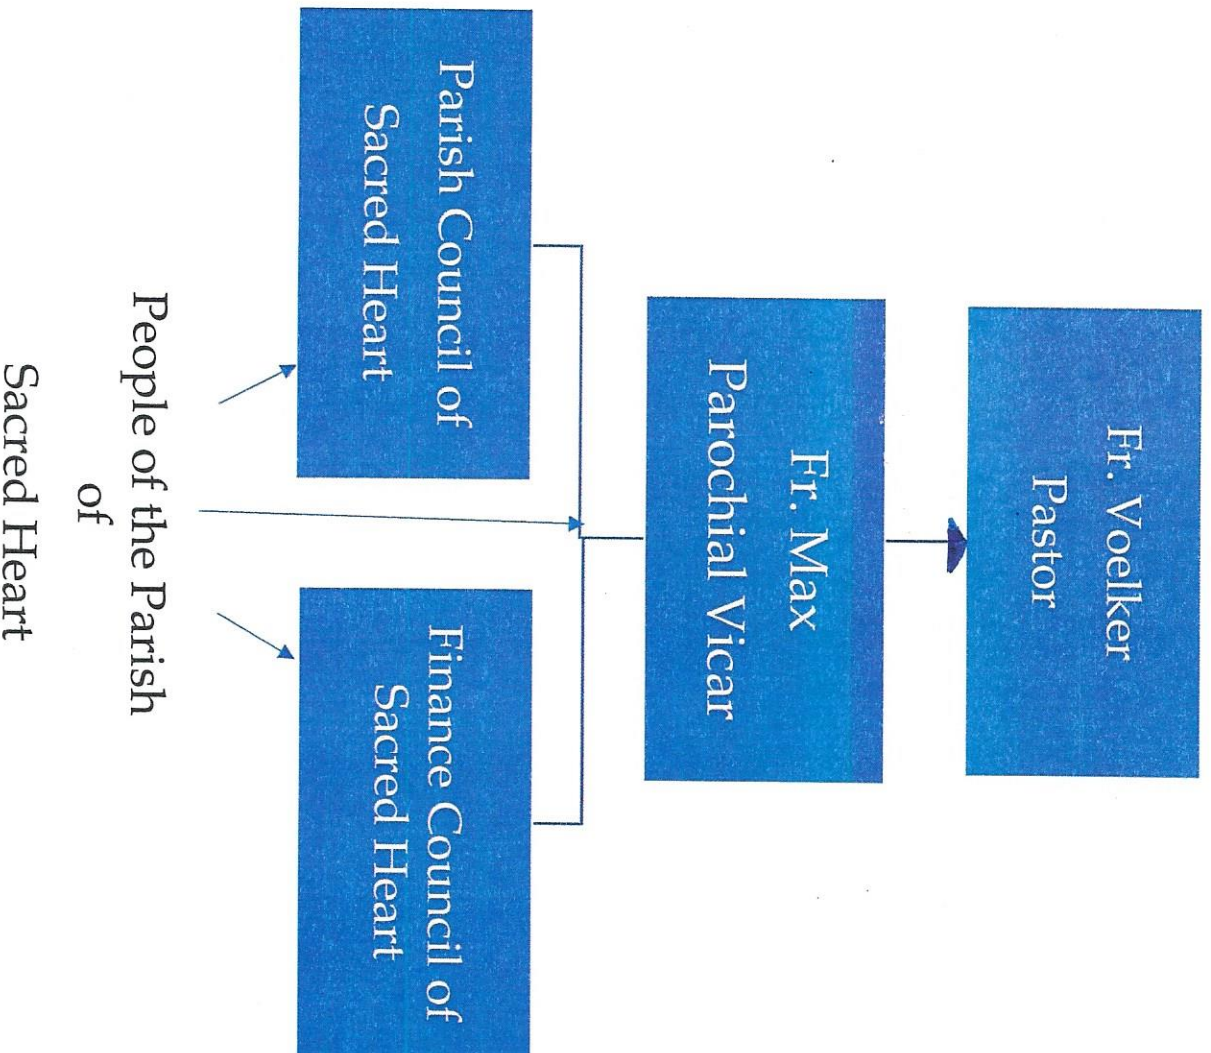 Fr. Voelker
Pastor
Fr. Max
Parochial Vicar
Parish Council of
Sacred Heart
Finance Council of
Sacred Heart
People of the Parish
of
Sacred Heart